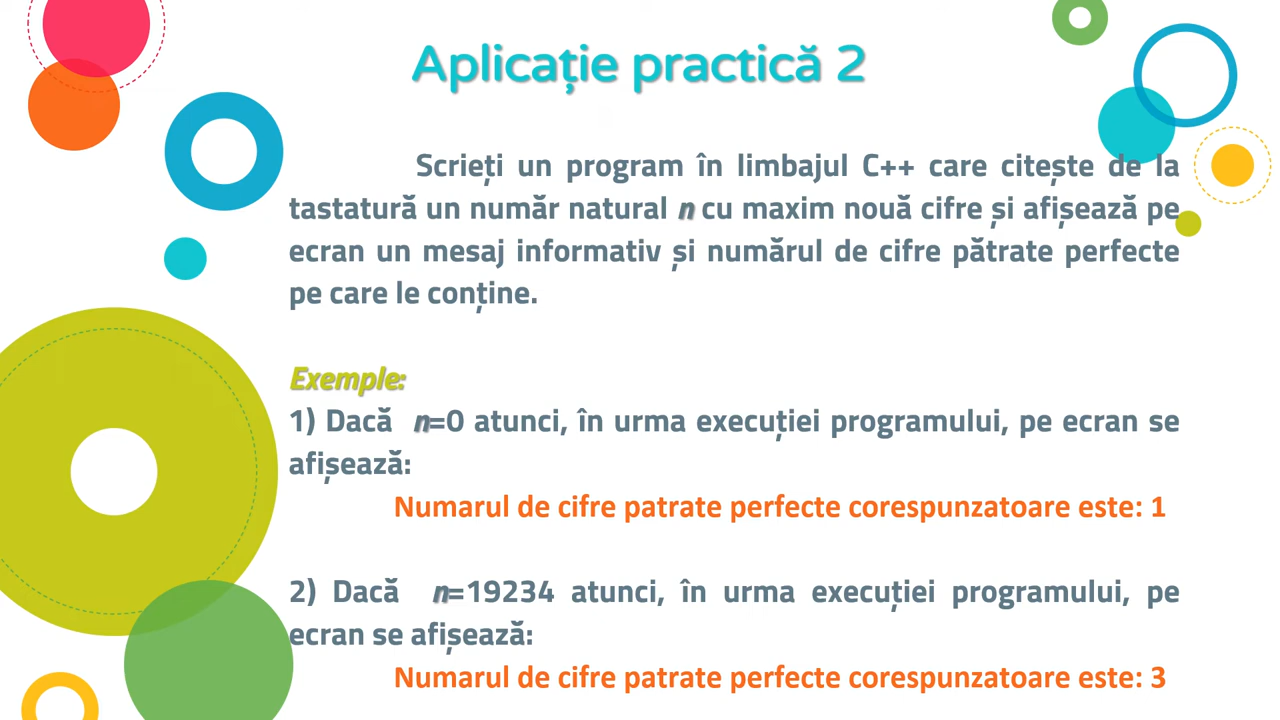 Aplicație practică 2
Scrieți un program în limbajul C++ care citește de la
tastatură un număr natural n cu maxim nouă cifre și afișează pe
ecran un mesaj informativ și numărul de cifre pătrate perfecte
pe care le conține.
Exemple:
1) Dacă n=0 atunci, în urma execuției programului, pe ecran se
afișează:
Numarul de cifre patrate perfecte corespunzatoare este: 1
2) Dacă n=19234 atunci, în urma execuției programului, pe
ecran se afișează:
Numarul de cifre patrate perfecte corespunzatoare este: 3